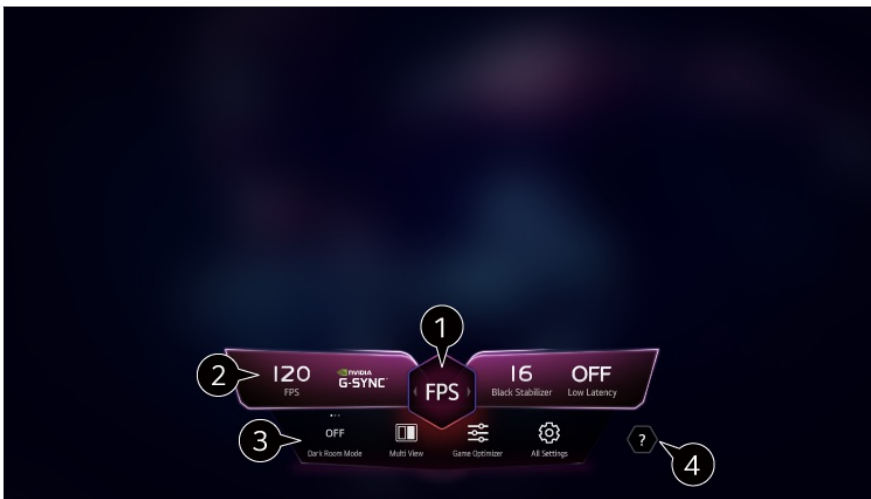 1
2
120
FPS
NVIDIA
G-SYNC
FPS
16
Black Stabilizer
OFF
Low Latency
3
OFF
Dark Room Mode
Multi View
Game Optimizer
All Settings
?
4